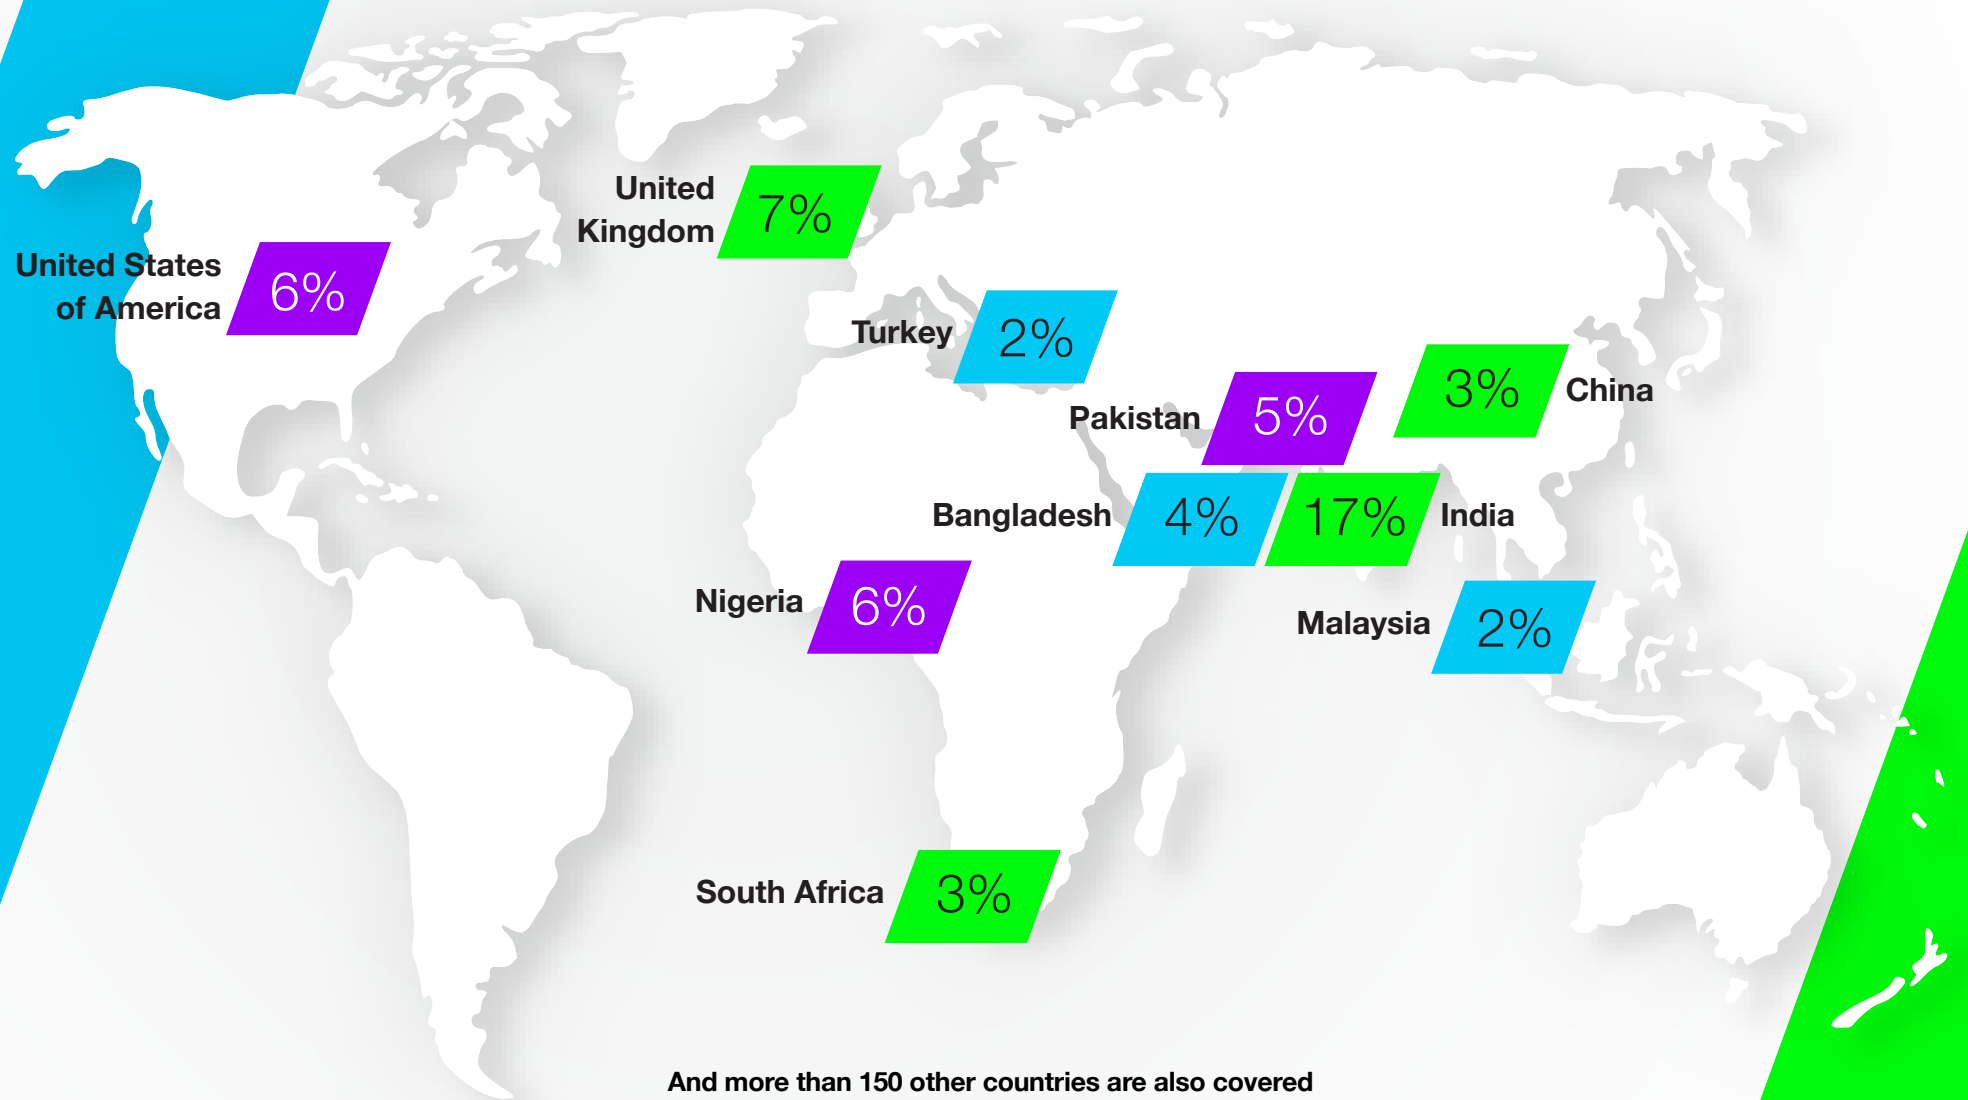 United
Kingdom
7%
United States
of America
6%
Turkey
2%
Pakistan
5%
3%
China
Bangladesh
4%
17%
India
Nigeria
6%
Malaysia
2%
South Africa
3%
And more than 150 other countries are also covered